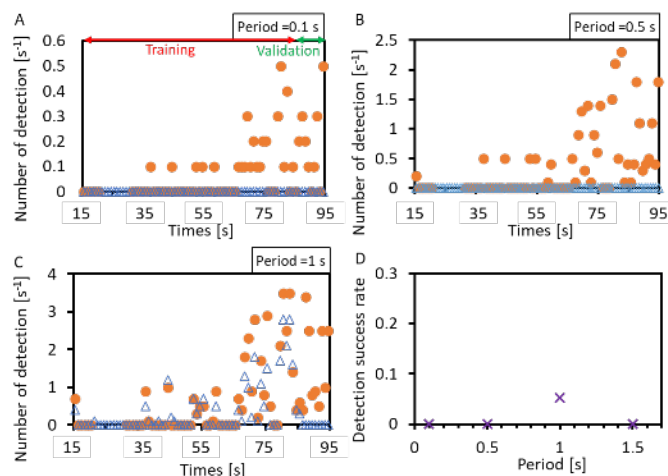 A
Period =0.1 s
Number of detection [s-1]
0.6
0.5
0.4
0.3
0.2
0.1
0
Training
Validation
15
35
55
75
95
Times [s]
B
Period =0.5 s
Number of detection [s-1]
2.5
2
1.5
1
0.5
0
15
35
55
75
95
Times [s]
C
Period =1 s
Number of detection [s-1]
4
3
2
1
0
15
35
55
75
95
Times [s]
D
Detection success rate
0.3
0.2
0.1
0
0
0.5
1
1.5
Period [s]